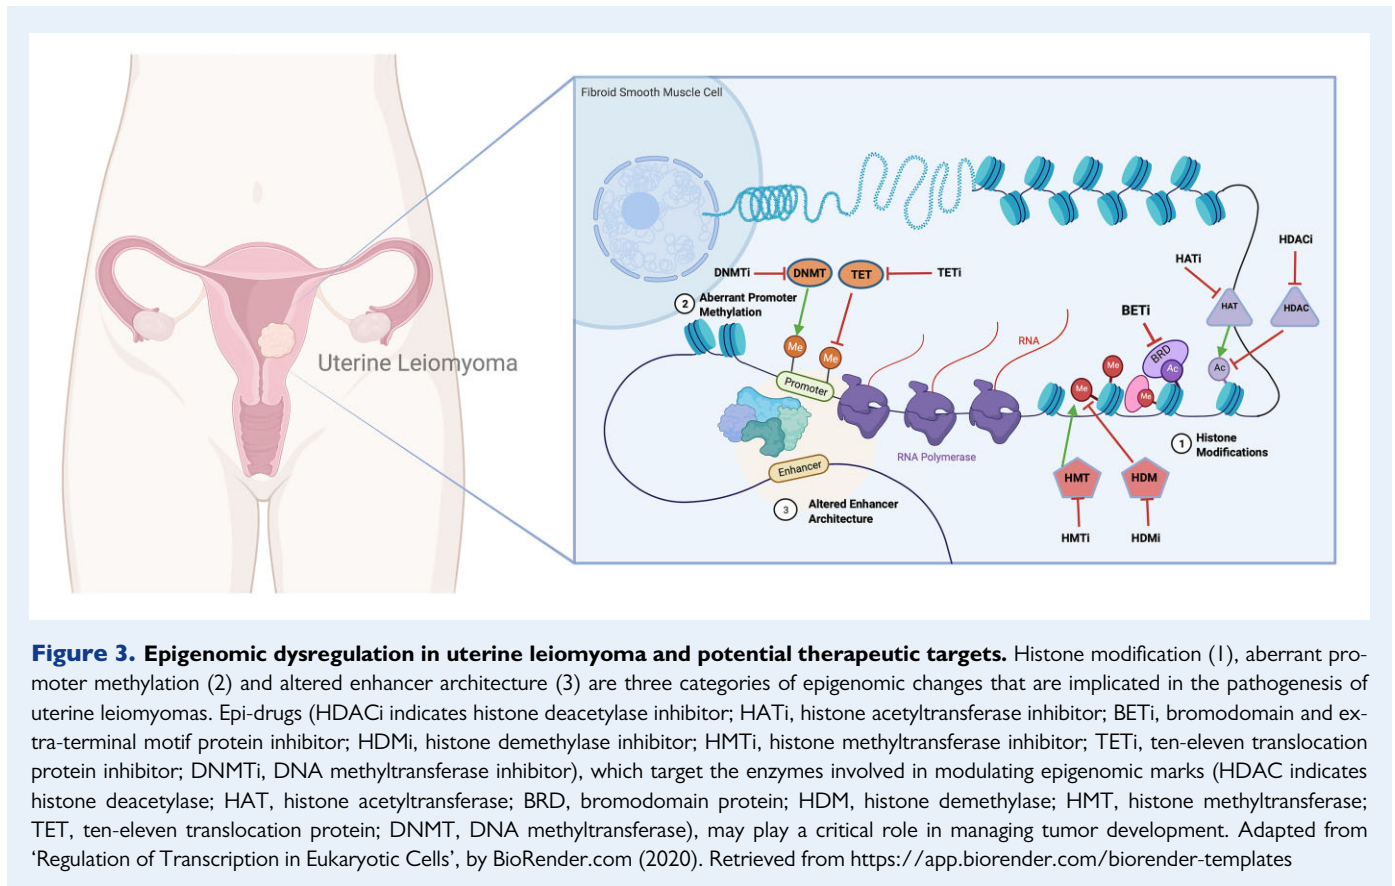 Fibroid Smooth Muscle Cell
HDACi
HATi
DNMTi
DNMT
TET
TETi
2
Aberrant Promoter
Methylation
BETi
HAT
HDAC
Me
Me
RNA
BRD
Ac
Ac
Me
Me
Me
Promoter
Uterine Leiomyoma
1
Histone
Modifications
RNA Polymerase
Enhancer
HMT
HDM
3
Altered Enhancer
Architecture
HMTi
HDMi
Figure 3. Epigenomic dysregulation in uterine leiomyoma and potential therapeutic targets. Histone modification (1), aberrant pro-
moter methylation (2) and altered enhancer architecture (3) are three categories of epigenomic changes that are implicated in the pathogenesis of
uterine leiomyomas. Epi-drugs (HDACi indicates histone deacetylase inhibitor; HATi, histone acetyltransferase inhibitor; BETi, bromodomain and ex-
tra-terminal motif protein inhibitor; HDMi, histone demethylase inhibitor; HMTi, histone methyltransferase inhibitor; TETi, ten-eleven translocation
protein inhibitor; DNMTi, DNA methyltransferase inhibitor), which target the enzymes involved in modulating epigenomic marks (HDAC indicates
histone deacetylase; HAT, histone acetyltransferase; BRD, bromodomain protein; HDM, histone demethylase; HMT, histone methyltransferase;
TET, ten-eleven translocation protein; DNMT, DNA methyltransferase), may play a critical role in managing tumor development. Adapted from
‘Regulation of Transcription in Eukaryotic Cells’, by BioRender.com (2020). Retrieved from https://app.biorender.com/biorender-templates